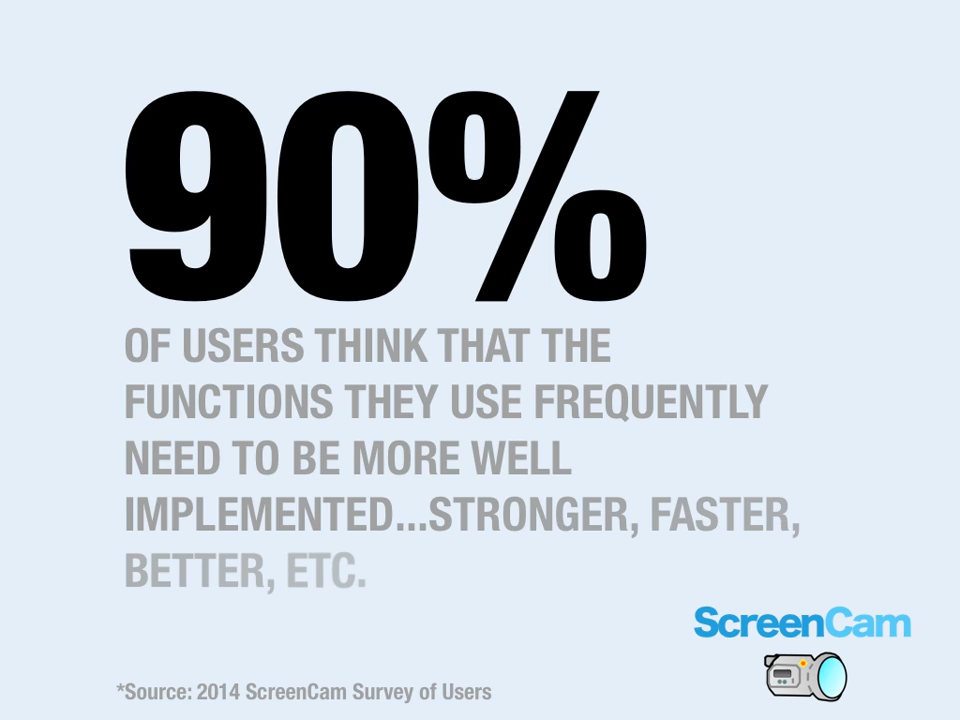 90%
OF USERS THINK THAT THE
FUNCTIONS THEY USE FREQUENTLY
NEED TO BE MORE WELL
IMPLEMENTED...STRONGER, FASTER,
BETTER, ETC.
ScreenCam
*Source: 2014 ScreenCam Survey of Users